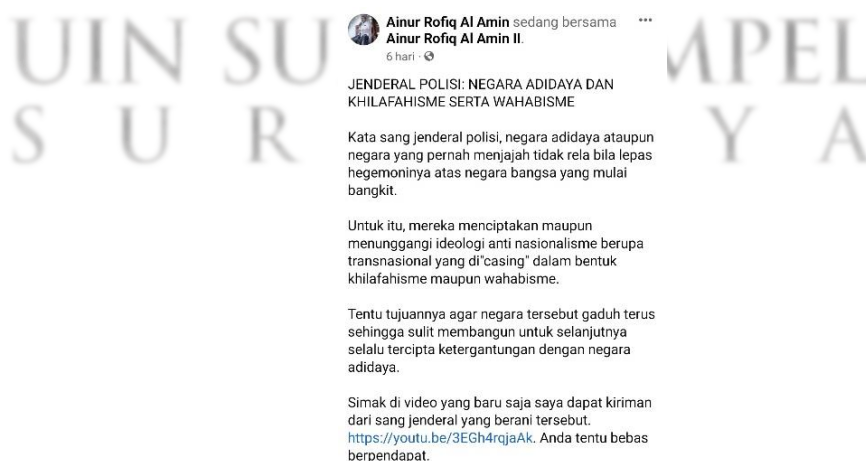 UIN SU MPEL
S U R Y A
Ainur Rofiq Al Amin sedang bersama
Ainur Rofiq Al Amin II.
6 hari ·
JENDERAL POLISI: NEGARA ADIDAYA DAN
KHILAFAHISME SERTA WAHABISME
Kata sang jenderal polisi, negara adidaya ataupun
negara yang pernah menjajah tidak rela bila lepas
hegemoninya atas negara bangsa yang mulai
bangkit.
Untuk itu, mereka menciptakan maupun
menunggangi ideologi anti nasionalisme berupa
transnasional yang di"casing" dalam bentuk
khilafahisme maupun wahabisme.
Tentu tujuannya agar negara tersebut gaduh terus
sehingga sulit membangun untuk selanjutnya
selalu tercipta ketergantungan dengan negara
adidaya.
Simak di video yang baru saja saya dapat kiriman
dari sang jenderal yang berani tersebut.
https://youtu.be/3EGh4rqjaAk. Anda tentu bebas
berpendapat.